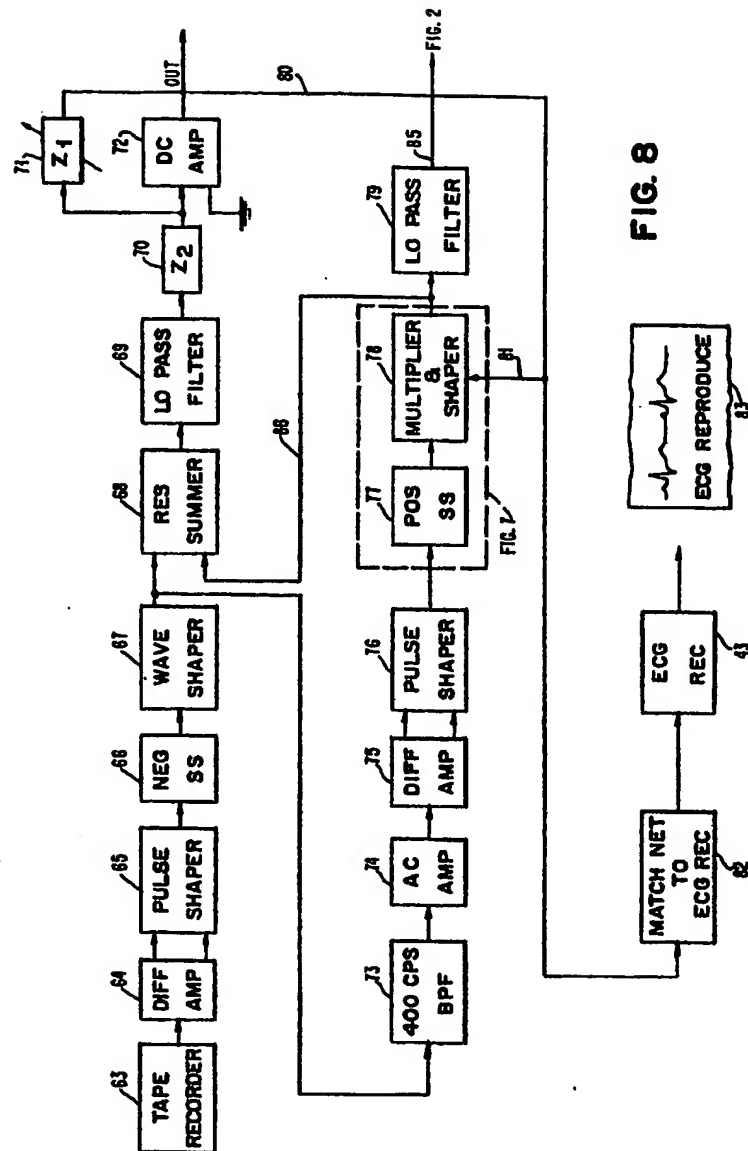 63
TAPE
RECORDER
64
DIFF
AMP
65
PULSE
SHAPER
66
NEG
SS
67
WAVE
SHAPER
68
RES
SUMMER
69
LO PASS
FILTER
70
Z2
71
Z1
72
DC
AMP
OUT
80
73
400 CPS
BPF
74
AC
AMP
75
DIFF
AMP
76
PULSE
SHAPER
77
POS
SS
78
MULTIPLIER
&
SHAPER
FIG. 7
81
79
LO PASS
FILTER
85
FIG. 2
82
MATCH NET
TO
ECG REC
43
ECG
REC
83
ECG REPRODUCE
FIG. 8